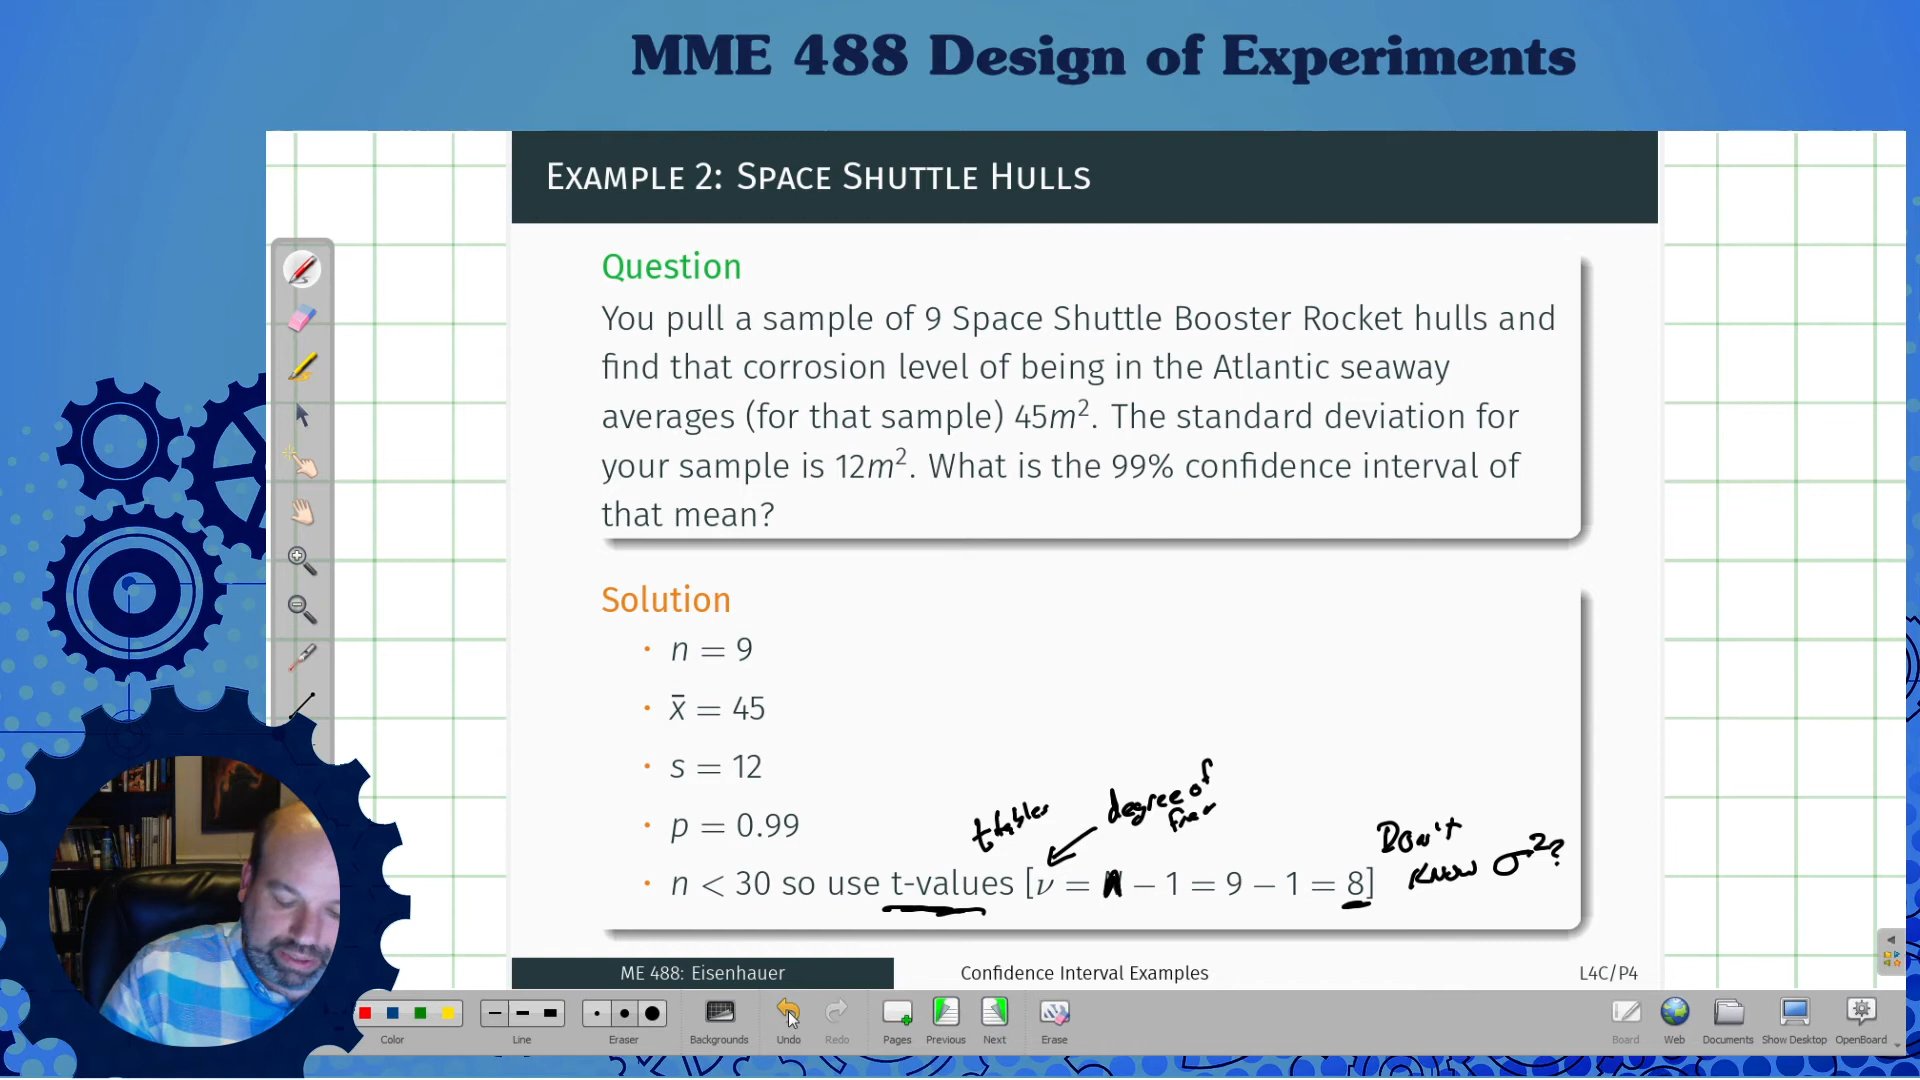 MME 488 Design of Experiments
EXAMPLE 2: SPACE SHUTTLE HULLS
Question
You pull a sample of 9 Space Shuttle Booster Rocket hulls and
find that corrosion level of being in the Atlantic seaway
averages (for that sample) 45m². The standard deviation for
your sample is 12m². What is the 99% confidence interval of
that mean?
Solution
• n = 9
• x̄ = 45
• s = 12
• p = 0.99
t tables
degree of
Don't
know σ²?
• n < 30 so use t-values [ν = n − 1 = 9 − 1 = 8]
ME 488: Eisenhauer
Confidence Interval Examples
L4C/P4
Color
Line
Eraser
Backgrounds
Undo
Redo
Pages
Previous
Next
Erase
Board
Web
Documents
Show Desktop
OpenBoard